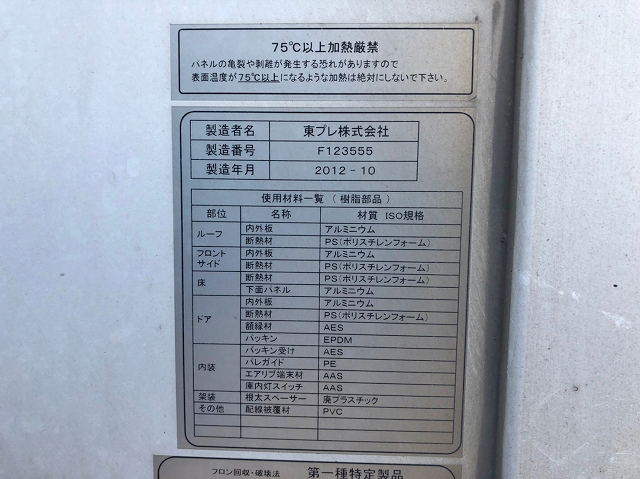 75℃以上加熱厳禁
パネルの亀裂や剥離が発生する恐れがありますので
表面温度が75℃以上になるような加熱は絶対にしないで下さい。
製造者名 東プレ株式会社
製造番号 F123555
製造年月 2012-10
使用材料一覧（樹脂部品）
部位 名称 材質 ISO規格
ルーフ 内外板 アルミニウム
断熱材 PS(ポリスチレンフォーム)
フロント サイド 内外板 アルミニウム
断熱材 PS(ポリスチレンフォーム)
床 断熱材 PS(ポリスチレンフォーム)
下面パネル アルミニウム
ドア 内外板 アルミニウム
断熱材 PS(ポリスチレンフォーム)
額縁材 AES
パッキン EPDM
内装 パッキン受け AES
バレガイド PE
エアリブ端末材 AAS
庫内灯スイッチ AAS
架装 根太スペーサー 廃プラスチック
その他 配線被覆材 PVC
フロン回収・破壊法 第一種特定製品